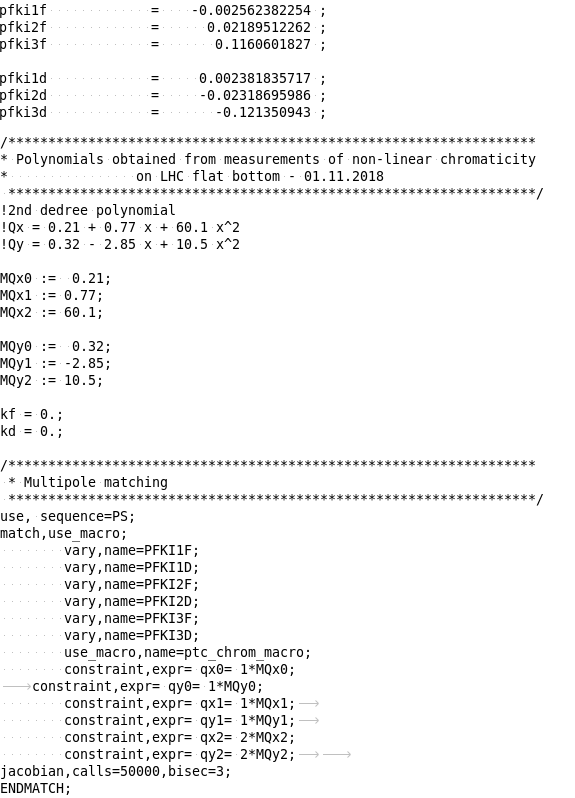 pfki1f = -0.002562382254 ;
pfki2f = 0.02189512262 ;
pfki3f = 0.1160601827 ;
pfki1d = 0.002381835717 ;
pfki2d = -0.02318695986 ;
pfki3d = -0.121350943 ;
/******************************************************************
* Polynomials obtained from measurements of non-linear chromaticity
* on LHC flat bottom - 01.11.2018
******************************************************************/
!2nd dedree polynomial
!Qx = 0.21 + 0.77 x + 60.1 x^2
!Qy = 0.32 - 2.85 x + 10.5 x^2
MQx0 := 0.21;
MQx1 := 0.77;
MQx2 := 60.1;
MQy0 := 0.32;
MQy1 := -2.85;
MQy2 := 10.5;
kf = 0.;
kd = 0.;
/******************************************************************
* Multipole matching
******************************************************************/
use, sequence=PS;
match,use_macro;
vary,name=PFKI1F;
vary,name=PFKI1D;
vary,name=PFKI2F;
vary,name=PFKI2D;
vary,name=PFKI3F;
vary,name=PFKI3D;
use_macro,name=ptc_chrom_macro;
constraint,expr= qx0= 1*MQx0;
constraint,expr= qy0= 1*MQy0;
constraint,expr= qx1= 1*MQx1;
constraint,expr= qy1= 1*MQy1;
constraint,expr= qx2= 2*MQx2;
constraint,expr= qy2= 2*MQy2;
jacobian,calls=50000,bisec=3;
ENDMATCH;